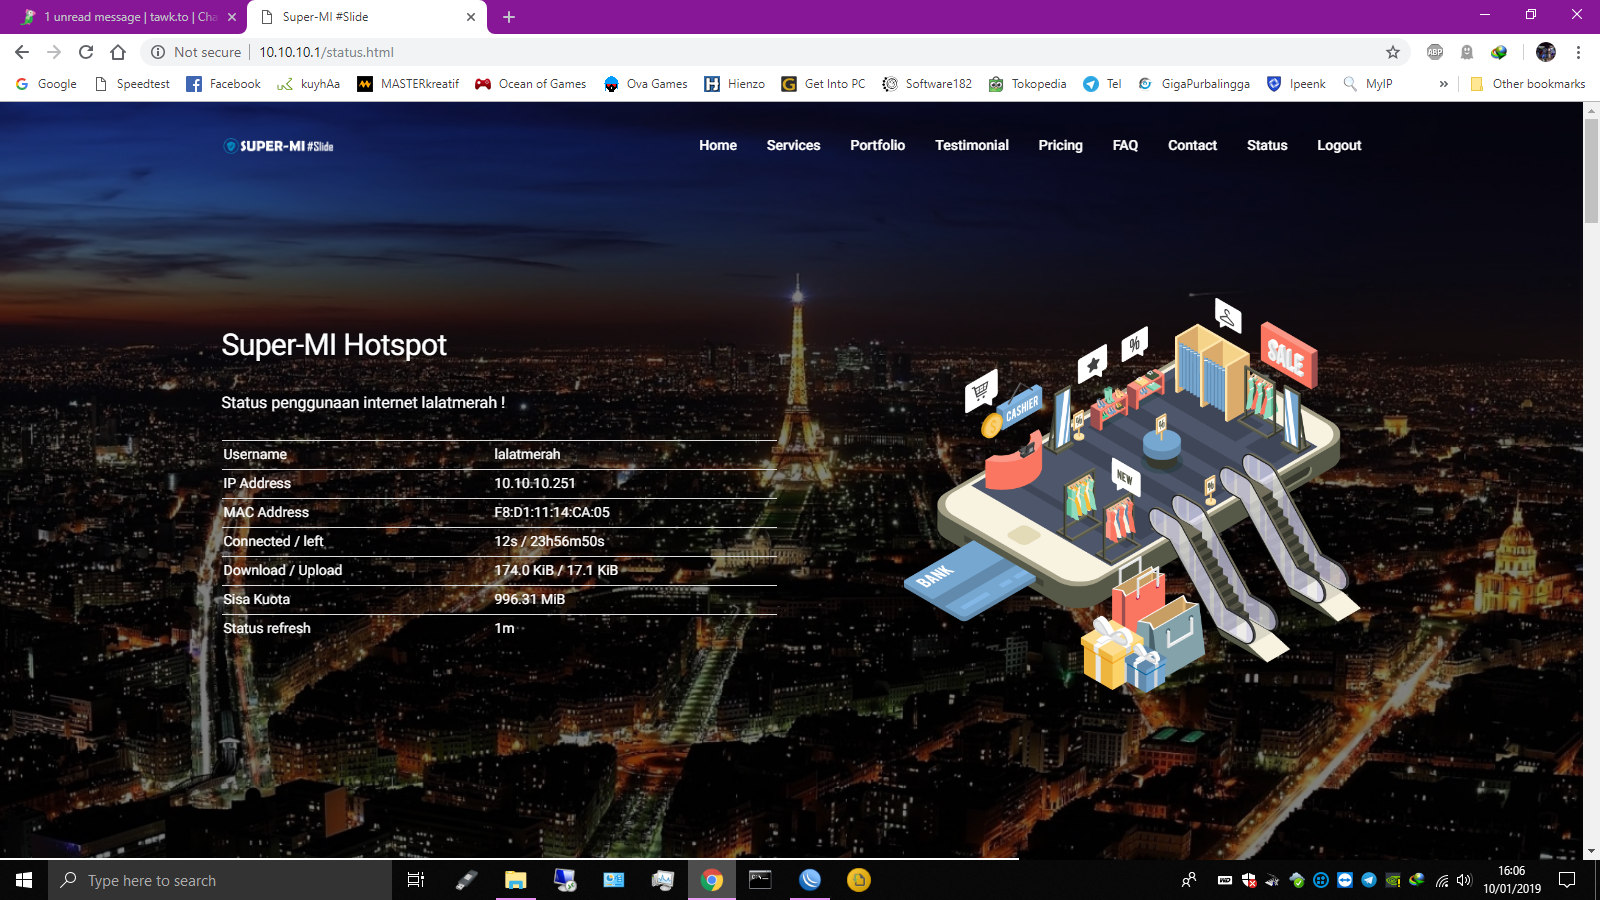 1 unread message | tawk.to | Cha
Super-MI #Slide
Not secure
10.10.10.1/status.html
ABP
Google
Speedtest
Facebook
kuyhAa
MASTERkreatif
Ocean of Games
Ova Games
Hienzo
Get Into PC
Software182
Tokopedia
Tel
GigaPurbalingga
Ipeenk
MyIP
»
Other bookmarks
SUPER-MI #Slide
Home
Services
Portfolio
Testimonial
Pricing
FAQ
Contact
Status
Logout
Super-MI Hotspot
Status penggunaan internet lalatmerah !
Username lalatmerah
IP Address 10.10.10.251
MAC Address F8:D1:11:14:CA:05
Connected / left 12s / 23h56m50s
Download / Upload 174.0 KiB / 17.1 KiB
Sisa Kuota 996.31 MiB
Status refresh 1m
%
SALE
CASHIER
$
NEW
BANK
Type here to search
16:06
10/01/2019